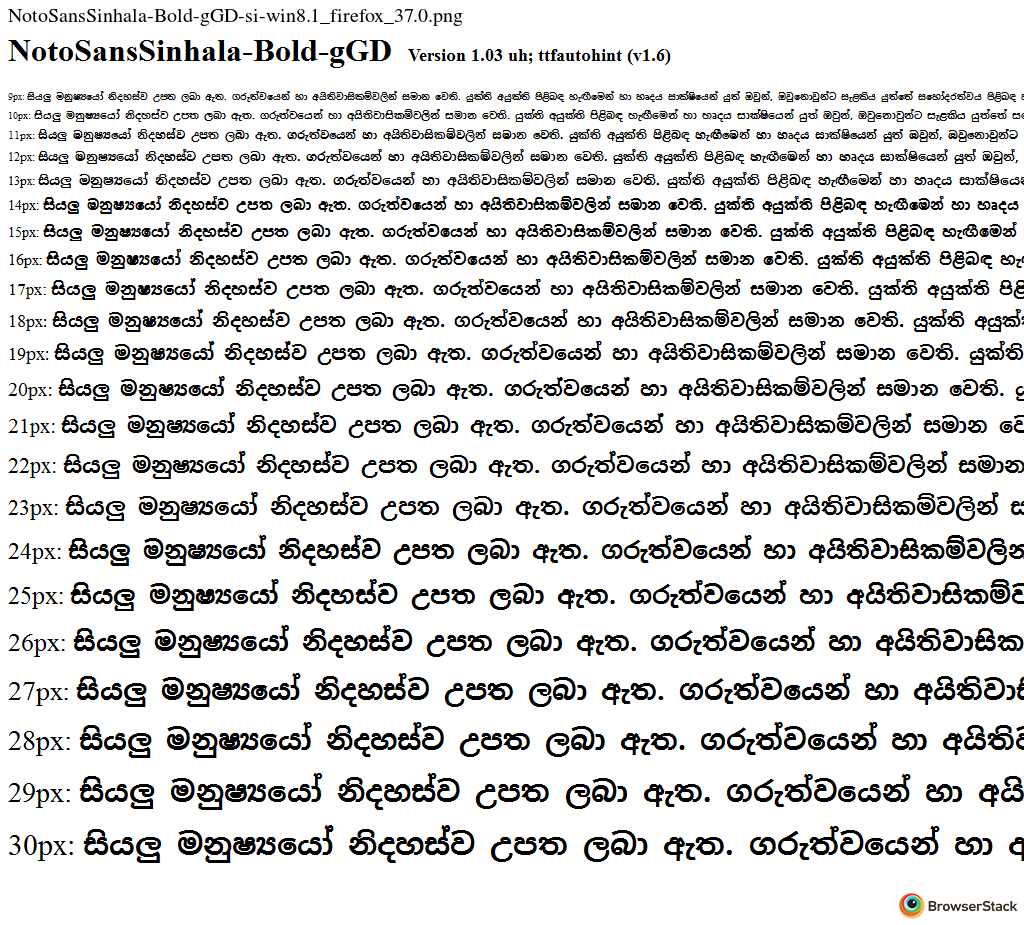 NotoSansSinhala-Bold-gGD-si-win8.1_firefox_37.0.png
NotoSansSinhala-Bold-gGD Version 1.03 uh; ttfautohint (v1.6)
9px: සියලු මනුෂ්‍යයෝ නිදහස්ව උපත ලබා ඇත. ගරුත්වයෙන් හා අයිතිවාසිකම්වලින් සමාන වෙති. යුක්ති අයුක්ති පිළිබඳ හැඟීමෙන් හා හෘදය සාක්ෂියෙන් යුත් ඔවුන්, ඔවුනොවුන්ට සැළකිය යුත්තේ සහෝදරත්වය පිළිබඳ
10px: සියලු මනුෂ්‍යයෝ නිදහස්ව උපත ලබා ඇත. ගරුත්වයෙන් හා අයිතිවාසිකම්වලින් සමාන වෙති. යුක්ති අයුක්ති පිළිබඳ හැඟීමෙන් හා හෘදය සාක්ෂියෙන් යුත් ඔවුන්, ඔවුනොවුන්ට සැළකිය යුත්තේ
11px: සියලු මනුෂ්‍යයෝ නිදහස්ව උපත ලබා ඇත. ගරුත්වයෙන් හා අයිතිවාසිකම්වලින් සමාන වෙති. යුක්ති අයුක්ති පිළිබඳ හැඟීමෙන් හා හෘදය සාක්ෂියෙන් යුත් ඔවුන්, ඔවුනොවුන්ට
12px: සියලු මනුෂ්‍යයෝ නිදහස්ව උපත ලබා ඇත. ගරුත්වයෙන් හා අයිතිවාසිකම්වලින් සමාන වෙති. යුක්ති අයුක්ති පිළිබඳ හැඟීමෙන් හා හෘදය සාක්ෂියෙන් යුත් ඔවුන්,
13px: සියලු මනුෂ්‍යයෝ නිදහස්ව උපත ලබා ඇත. ගරුත්වයෙන් හා අයිතිවාසිකම්වලින් සමාන වෙති. යුක්ති අයුක්ති පිළිබඳ හැඟීමෙන් හා හෘදය
14px: සියලු මනුෂ්‍යයෝ නිදහස්ව උපත ලබා ඇත. ගරුත්වයෙන් හා අයිතිවාසිකම්වලින් සමාන වෙති. යුක්ති අයුක්ති පිළිබඳ හැඟීමෙන් හා හෘදය
15px: සියලු මනුෂ්‍යයෝ නිදහස්ව උපත ලබා ඇත. ගරුත්වයෙන් හා අයිතිවාසිකම්වලින් සමාන වෙති. යුක්ති අයුක්ති පිළිබඳ හැඟීමෙන්
16px: සියලු මනුෂ්‍යයෝ නිදහස්ව උපත ලබා ඇත. ගරුත්වයෙන් හා අයිතිවාසිකම්වලින් සමාන වෙති. යුක්ති අයුක්ති පිළිබඳ
17px: සියලු මනුෂ්‍යයෝ නිදහස්ව උපත ලබා ඇත. ගරුත්වයෙන් හා අයිතිවාසිකම්වලින් සමාන වෙති. යුක්ති අයුක්ති
18px: සියලු මනුෂ්‍යයෝ නිදහස්ව උපත ලබා ඇත. ගරුත්වයෙන් හා අයිතිවාසිකම්වලින් සමාන වෙති. යුක්ති
19px: සියලු මනුෂ්‍යයෝ නිදහස්ව උපත ලබා ඇත. ගරුත්වයෙන් හා අයිතිවාසිකම්වලින් සමාන වෙති. යුක්ති
20px: සියලු මනුෂ්‍යයෝ නිදහස්ව උපත ලබා ඇත. ගරුත්වයෙන් හා අයිතිවාසිකම්වලින් සමාන වෙති.
21px: සියලු මනුෂ්‍යයෝ නිදහස්ව උපත ලබා ඇත. ගරුත්වයෙන් හා අයිතිවාසිකම්වලින් සමාන
22px: සියලු මනුෂ්‍යයෝ නිදහස්ව උපත ලබා ඇත. ගරුත්වයෙන් හා අයිතිවාසිකම්වලින් සමාන
23px: සියලු මනුෂ්‍යයෝ නිදහස්ව උපත ලබා ඇත. ගරුත්වයෙන් හා අයිතිවාසිකම්වලින්
24px: සියලු මනුෂ්‍යයෝ නිදහස්ව උපත ලබා ඇත. ගරුත්වයෙන් හා අයිතිවාසිකම්වලින්
25px: සියලු මනුෂ්‍යයෝ නිදහස්ව උපත ලබා ඇත. ගරුත්වයෙන් හා අයිතිවාසිකම්ව
26px: සියලු මනුෂ්‍යයෝ නිදහස්ව උපත ලබා ඇත. ගරුත්වයෙන් හා අයිතිවාසික
27px: සියලු මනුෂ්‍යයෝ නිදහස්ව උපත ලබා ඇත. ගරුත්වයෙන් හා අයිතිවාසි
28px: සියලු මනුෂ්‍යයෝ නිදහස්ව උපත ලබා ඇත. ගරුත්වයෙන් හා අයිතිව
29px: සියලු මනුෂ්‍යයෝ නිදහස්ව උපත ලබා ඇත. ගරුත්වයෙන් හා අයි
30px: සියලු මනුෂ්‍යයෝ නිදහස්ව උපත ලබා ඇත. ගරුත්වයෙන් හා
BrowserStack